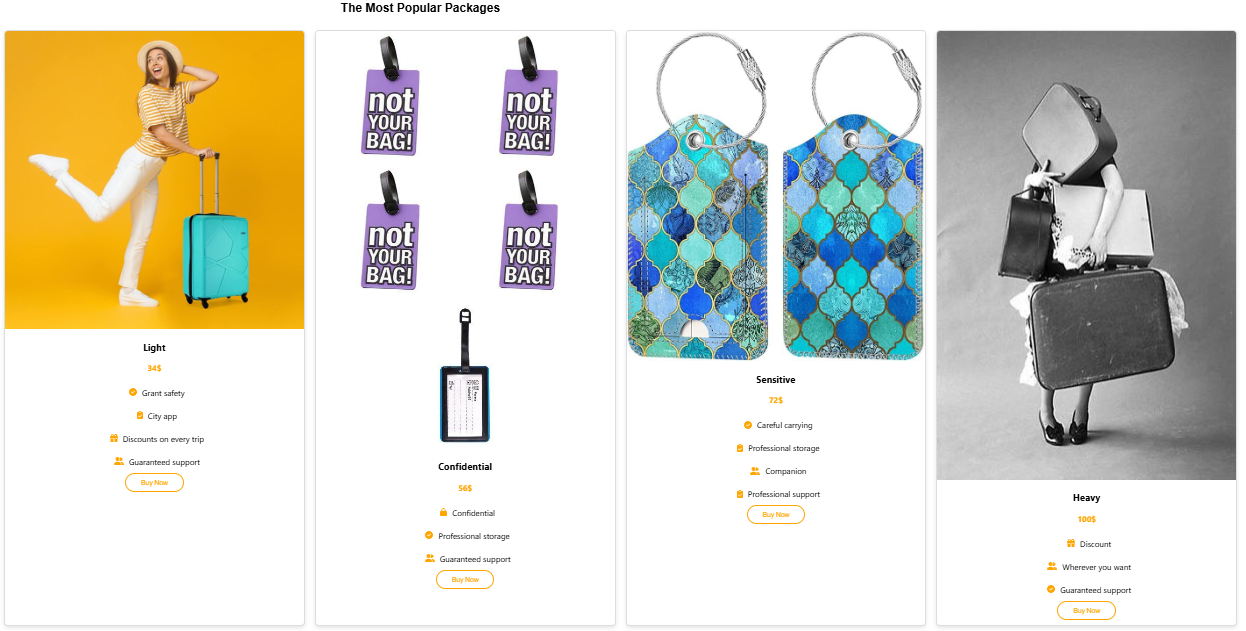 The Most Popular Packages
Light
34$
Grant safety
City app
Discounts on every trip
Guaranteed support
Buy Now
not
YOUR
BAG!
not
YOUR
BAG!
not
YOUR
BAG!
not
YOUR
BAG!
Confidential
56$
Confidential
Professional storage
Guaranteed support
Buy Now
Sensitive
72$
Careful carrying
Professional storage
Companion
Professional support
Buy Now
Heavy
100$
Discount
Wherever you want
Guaranteed support
Buy Now